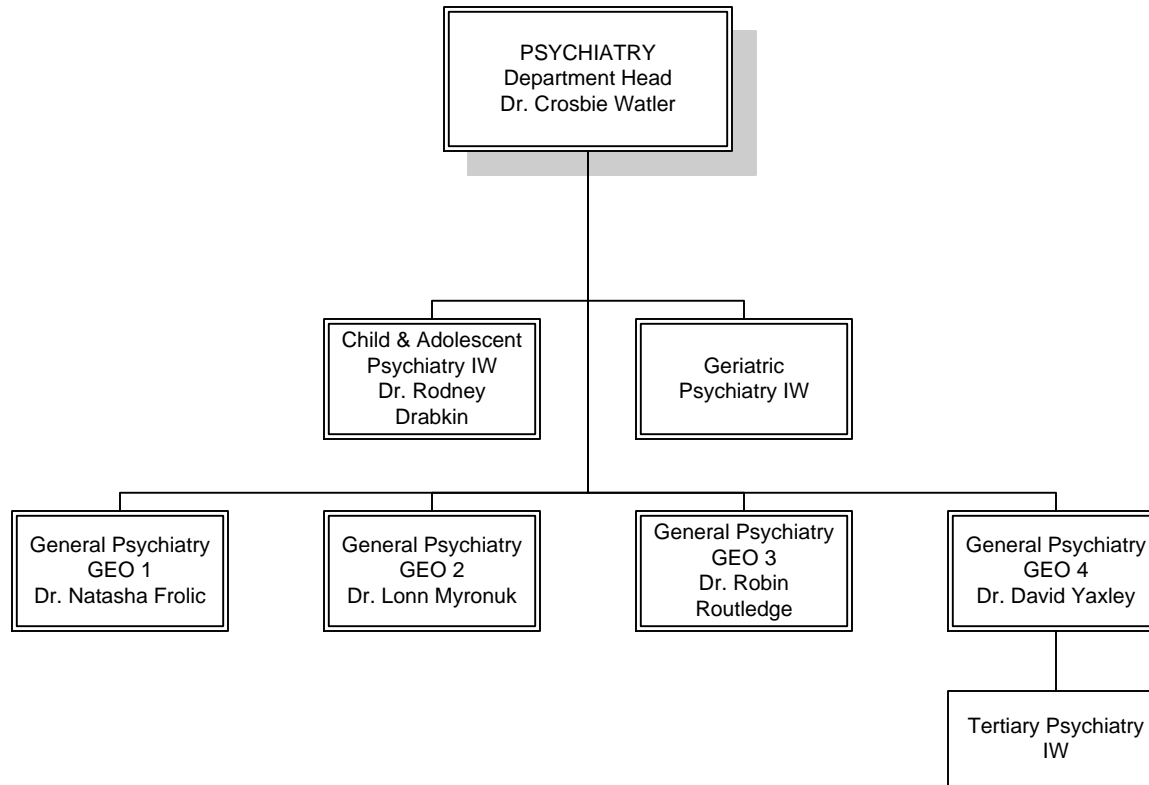 PSYCHIATRY
Department Head
Dr. Crosbie Watler
Child & Adolescent
Psychiatry IW
Dr. Rodney
Drabkin
Geriatric
Psychiatry IW
General Psychiatry
GEO 1
Dr. Natasha Frolic
General Psychiatry
GEO 2
Dr. Lonn Myronuk
General Psychiatry
GEO 3
Dr. Robin
Routledge
General Psychiatry
GEO 4
Dr. David Yaxley
Tertiary Psychiatry
IW